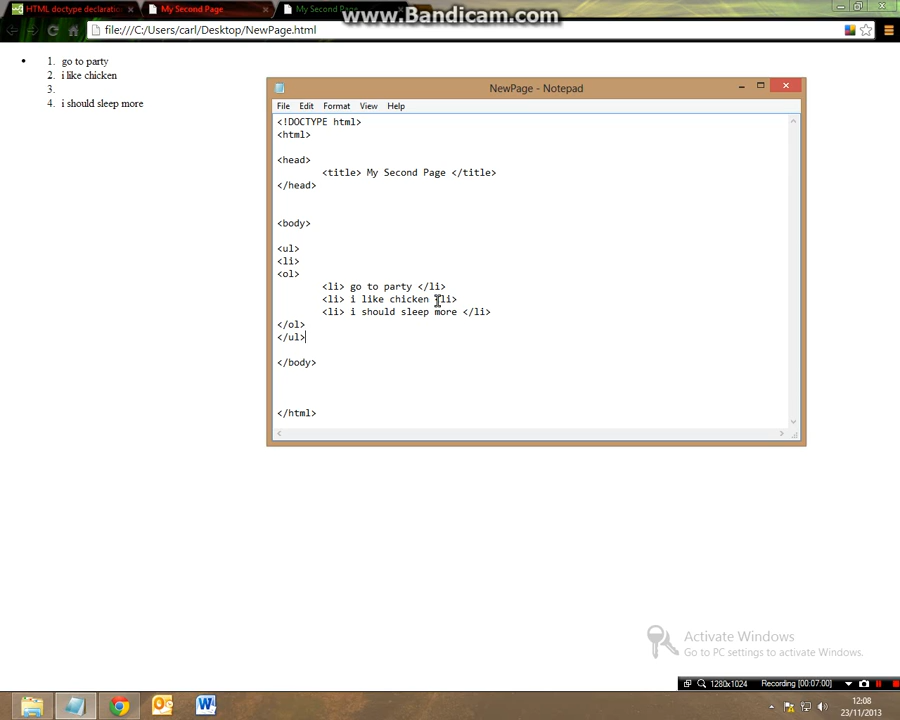 HTML doctype declaratio
My Second Page
My Second Page
www.Bandicam.com
file:///C:/Users/carl/Desktop/NewPage.html
1. go to party
2. i like chicken
3.
4. i should sleep more
NewPage - Notepad
File Edit Format View Help
<!DOCTYPE html>
<html>
<head>
<title> My Second Page </title>
</head>
<body>
<ul>
<li>
<ol>
<li> go to party </li>
<li> i like chicken <li>
<li> i should sleep more </li>
</ol>
</ul>
</body>
</html>
Activate Windows
Go to PC settings to activate Windows.
1280x1024 Recording [00:07:00]
12:08
23/11/2013